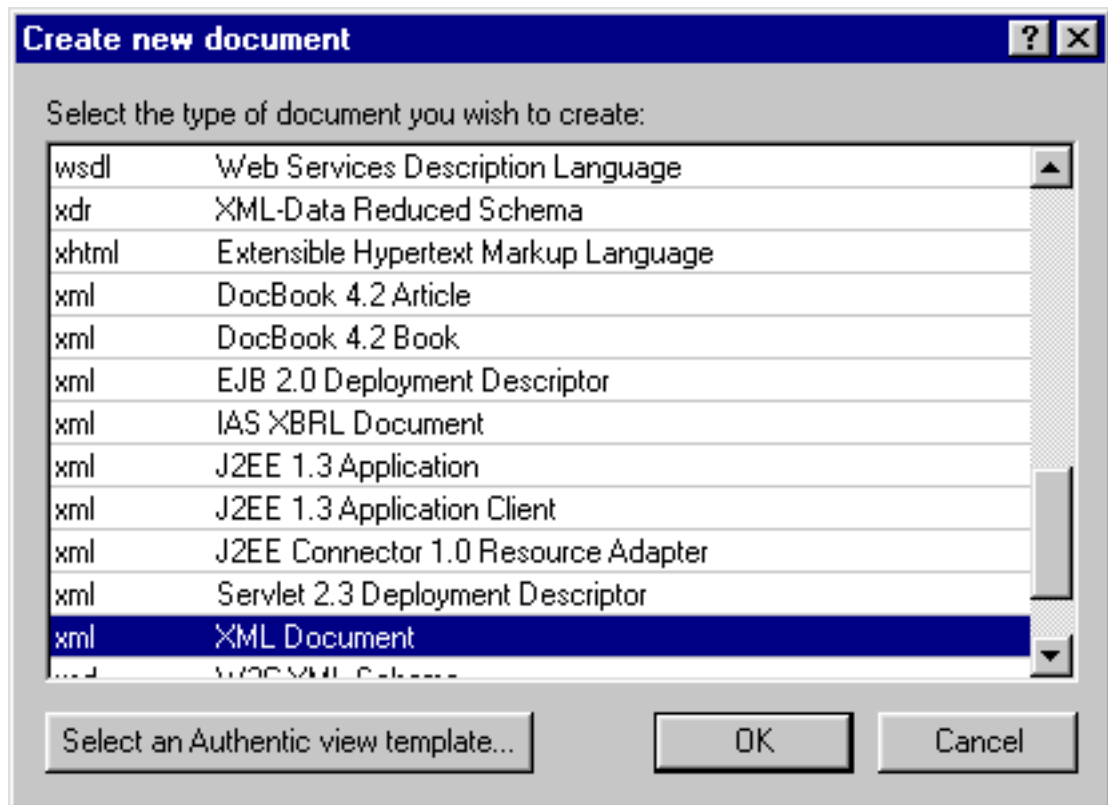 Create new document
Select the type of document you wish to create:
wsdl Web Services Description Language
xdr XML-Data Reduced Schema
xhtml Extensible Hypertext Markup Language
xml DocBook 4.2 Article
xml DocBook 4.2 Book
xml EJB 2.0 Deployment Descriptor
xml IAS XBRL Document
xml J2EE 1.3 Application
xml J2EE 1.3 Application Client
xml J2EE Connector 1.0 Resource Adapter
xml Servlet 2.3 Deployment Descriptor
xml XML Document
W3C XML Schema
Select an Authentic view template... OK Cancel